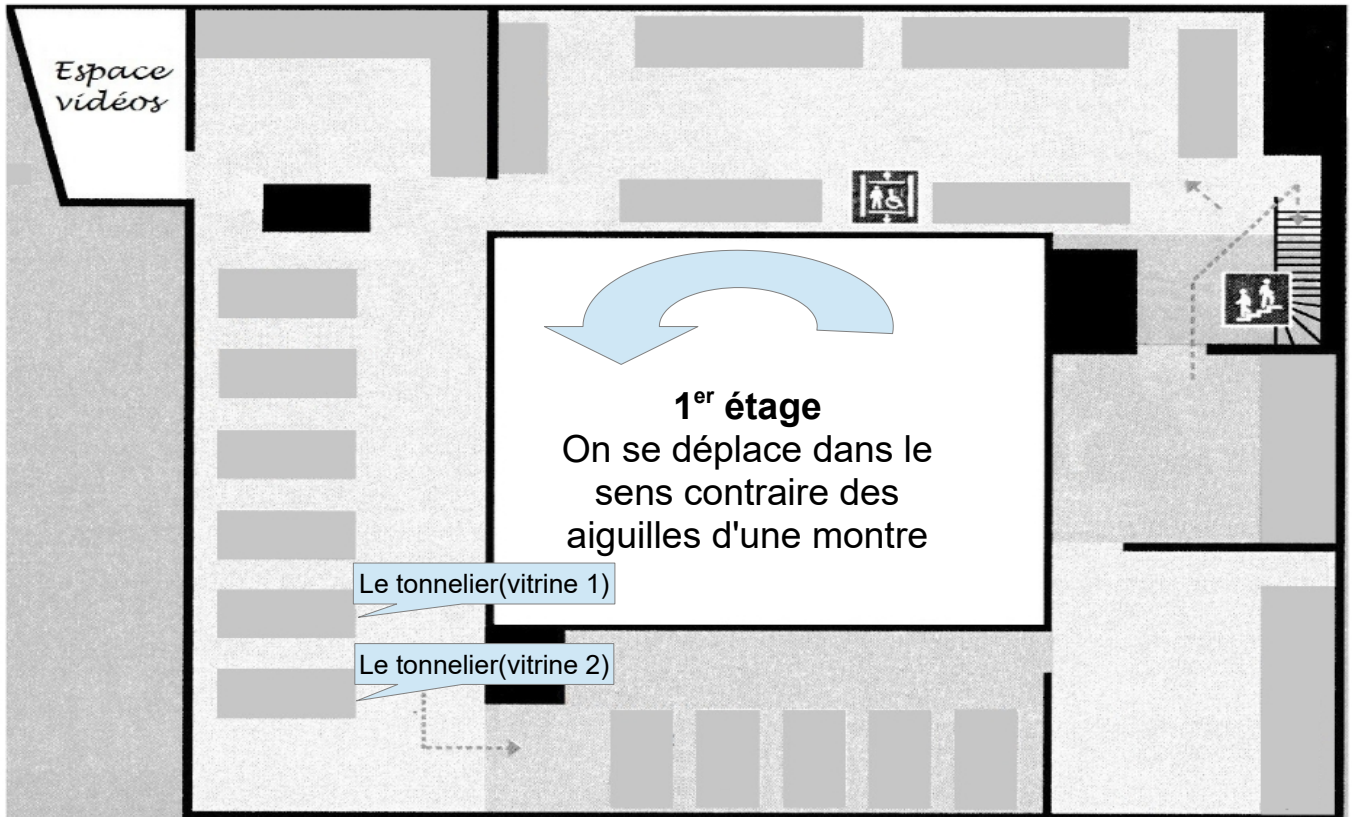 Espace
vidéos
1er étage
On se déplace dans le
sens contraire des
aiguilles d'une montre
Le tonnelier(vitrine 1)
Le tonnelier(vitrine 2)